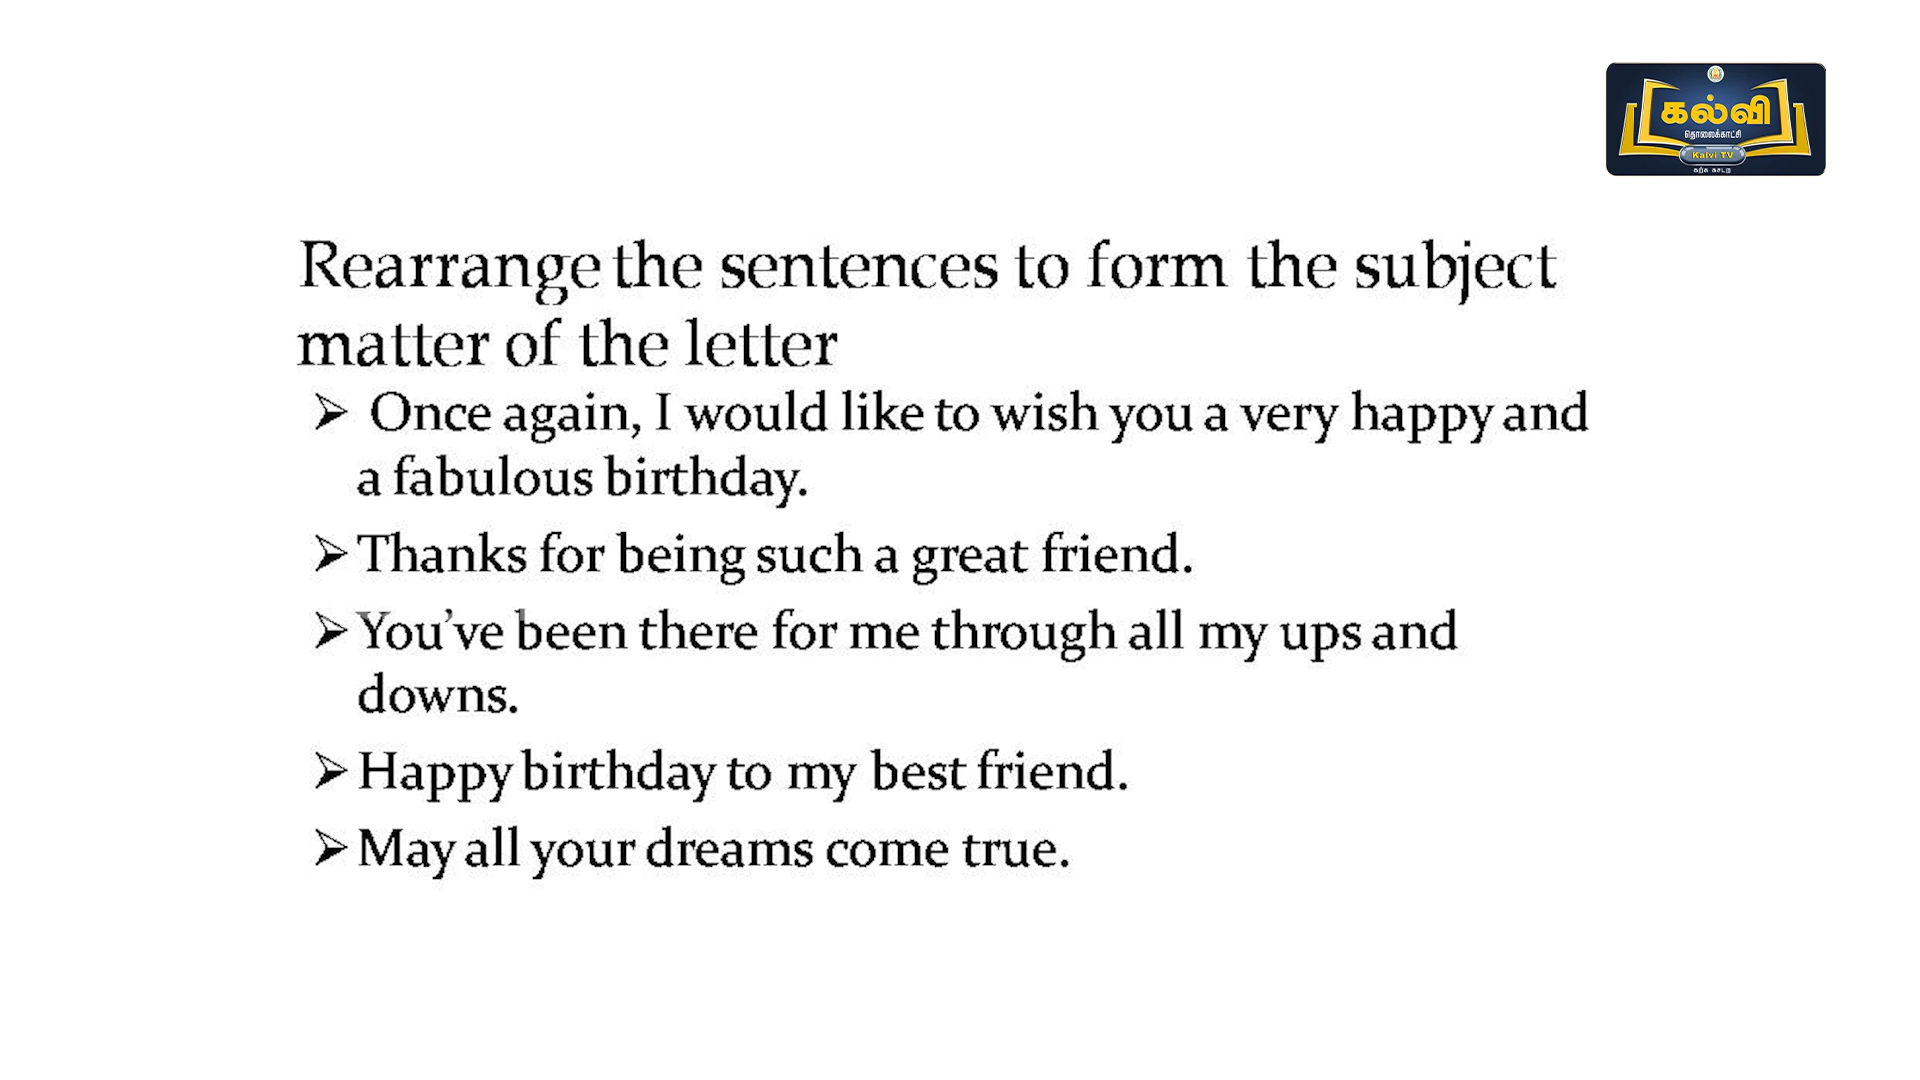 கல்வி
தொலைக்காட்சி
Kalvi TV
கற்க கசடற
Rearrange the sentences to form the subject
matter of the letter
➢ Once again, I would like to wish you a very happy and
a fabulous birthday.
➢ Thanks for being such a great friend.
➢ You've been there for me through all my ups and
downs.
➢ Happy birthday to my best friend.
➢ May all your dreams come true.